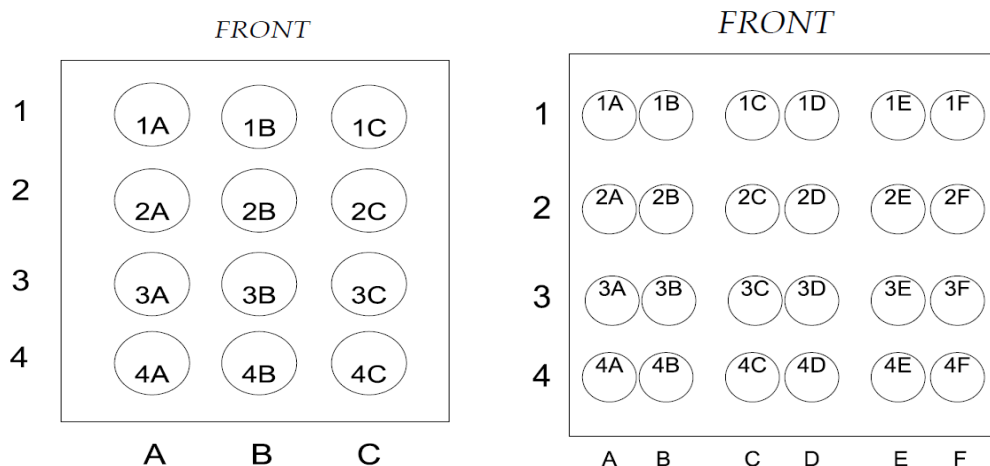 FRONT
1 1A 1B 1C
2 2A 2B 2C
3 3A 3B 3C
4 4A 4B 4C
A B C
FRONT
1 1A 1B 1C 1D 1E 1F
2 2A 2B 2C 2D 2E 2F
3 3A 3B 3C 3D 3E 3F
4 4A 4B 4C 4D 4E 4F
A B C D E F